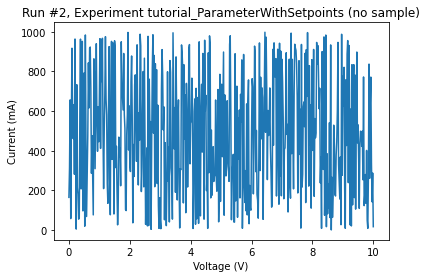 Run #2, Experiment tutorial_ParameterWithSetpoints (no sample)
1000
800
600
400
200
0
Current (mA)
0 2 4 6 8 10
Voltage (V)